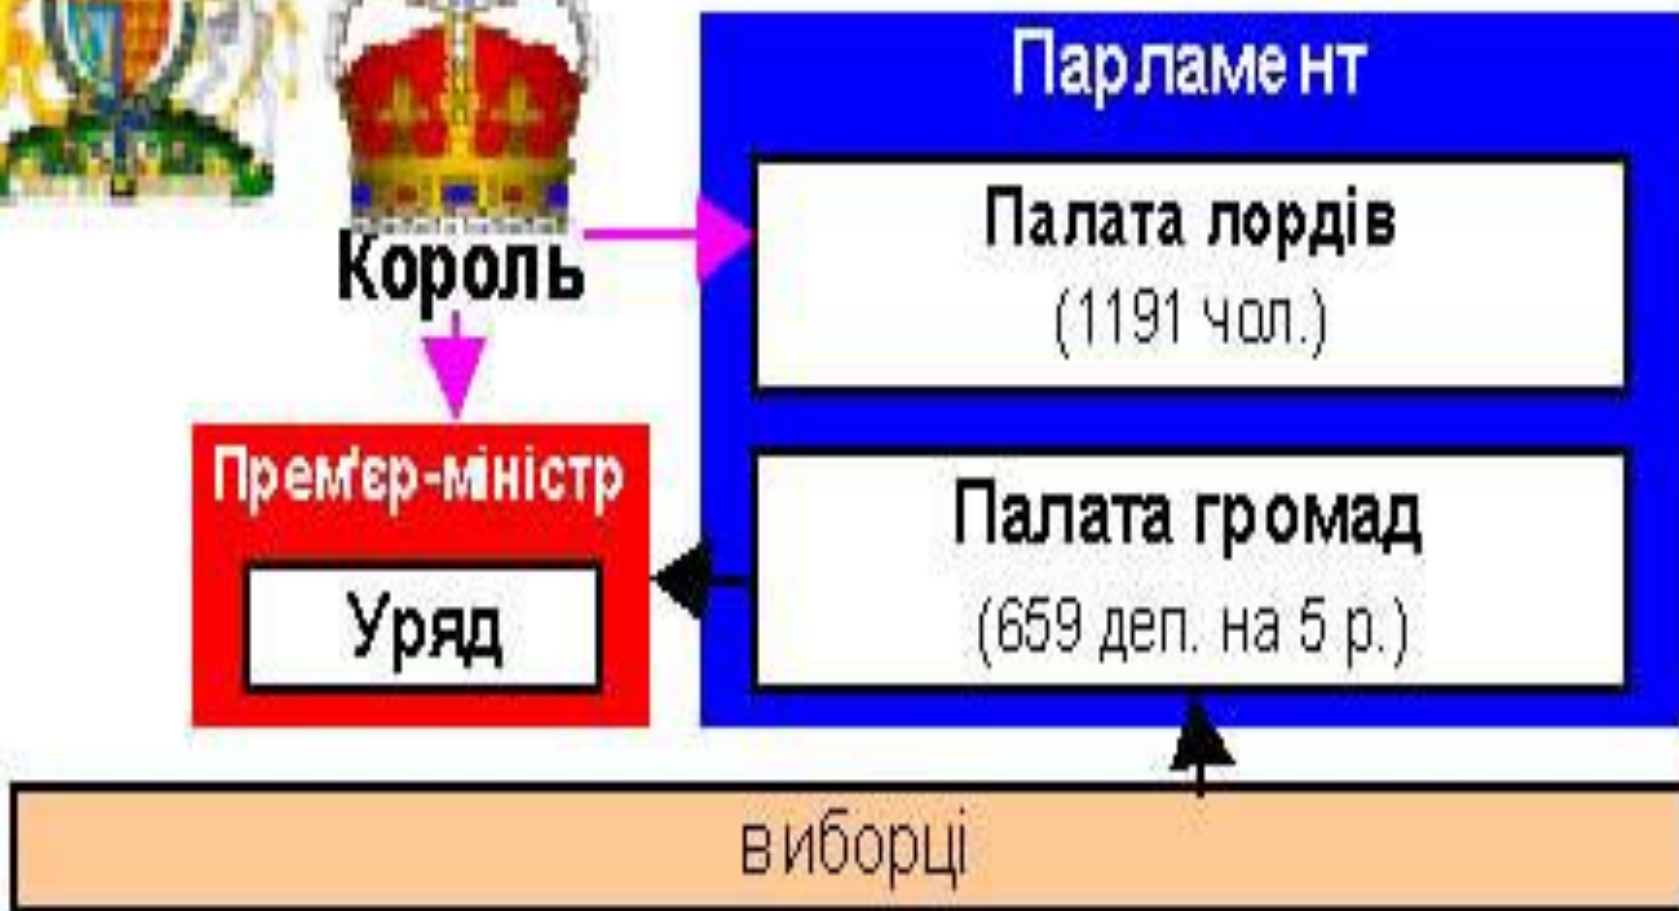 Парламент
Палата лордів
(1191 чол.)
Король
Прем'єр-міністр
Палата громад
(659 деп. на 5 р.)
Уряд
виборці